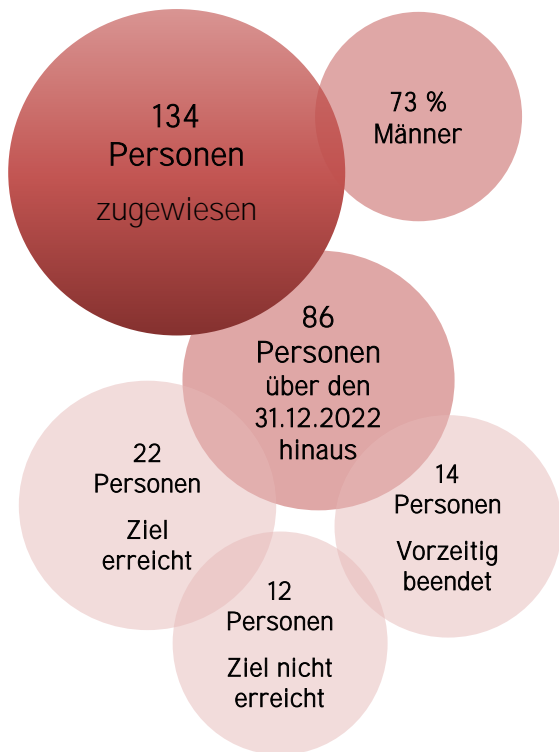 134
Personen
zugewiesen
73 %
Männer
86
Personen
über den
31.12.2022
hinaus
22
Personen
Ziel
erreicht
14
Personen
Vorzeitig
beendet
12
Personen
Ziel nicht
erreicht